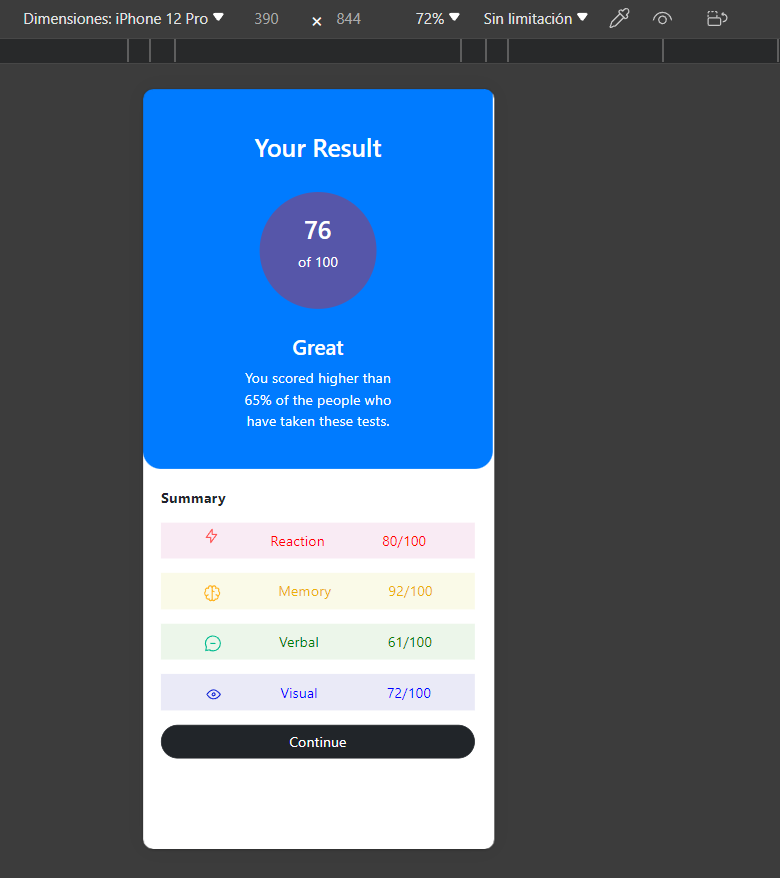 Dimensiones: iPhone 12 Pro 390 × 844 72% Sin limitación
Your Result
76
of 100
Great
You scored higher than
65% of the people who
have taken these tests.
Summary
Reaction 80/100
Memory 92/100
Verbal 61/100
Visual 72/100
Continue